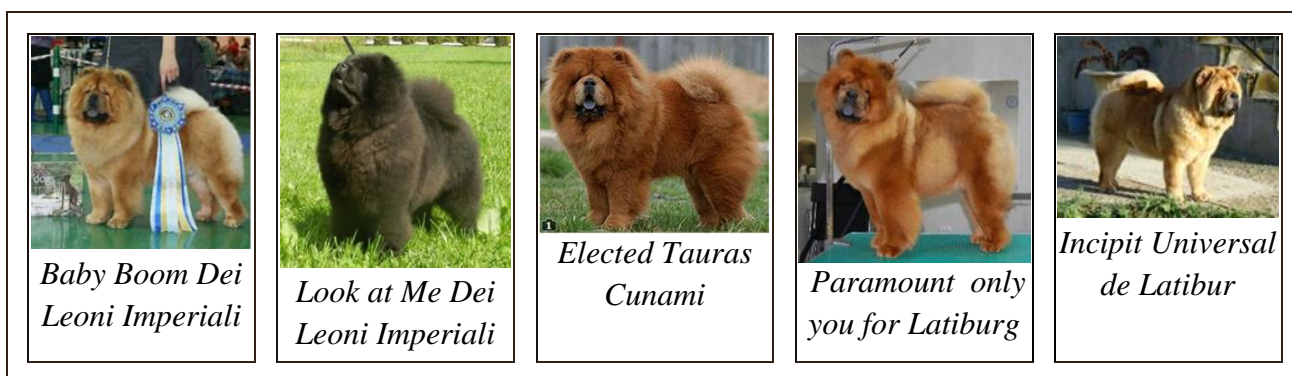 Baby Boom Dei
Leoni Imperiali
Look at Me Dei
Leoni Imperiali
Elected Tauras
Cunami
Paramount only
you for Latiburg
Incipit Universal
de Latibur